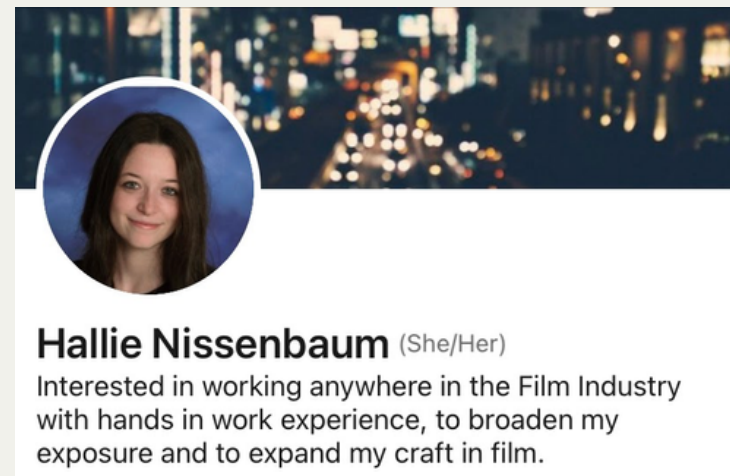 Hallie Nissenbaum (She/Her)
Interested in working anywhere in the Film Industry
with hands in work experience, to broaden my
exposure and to expand my craft in film.